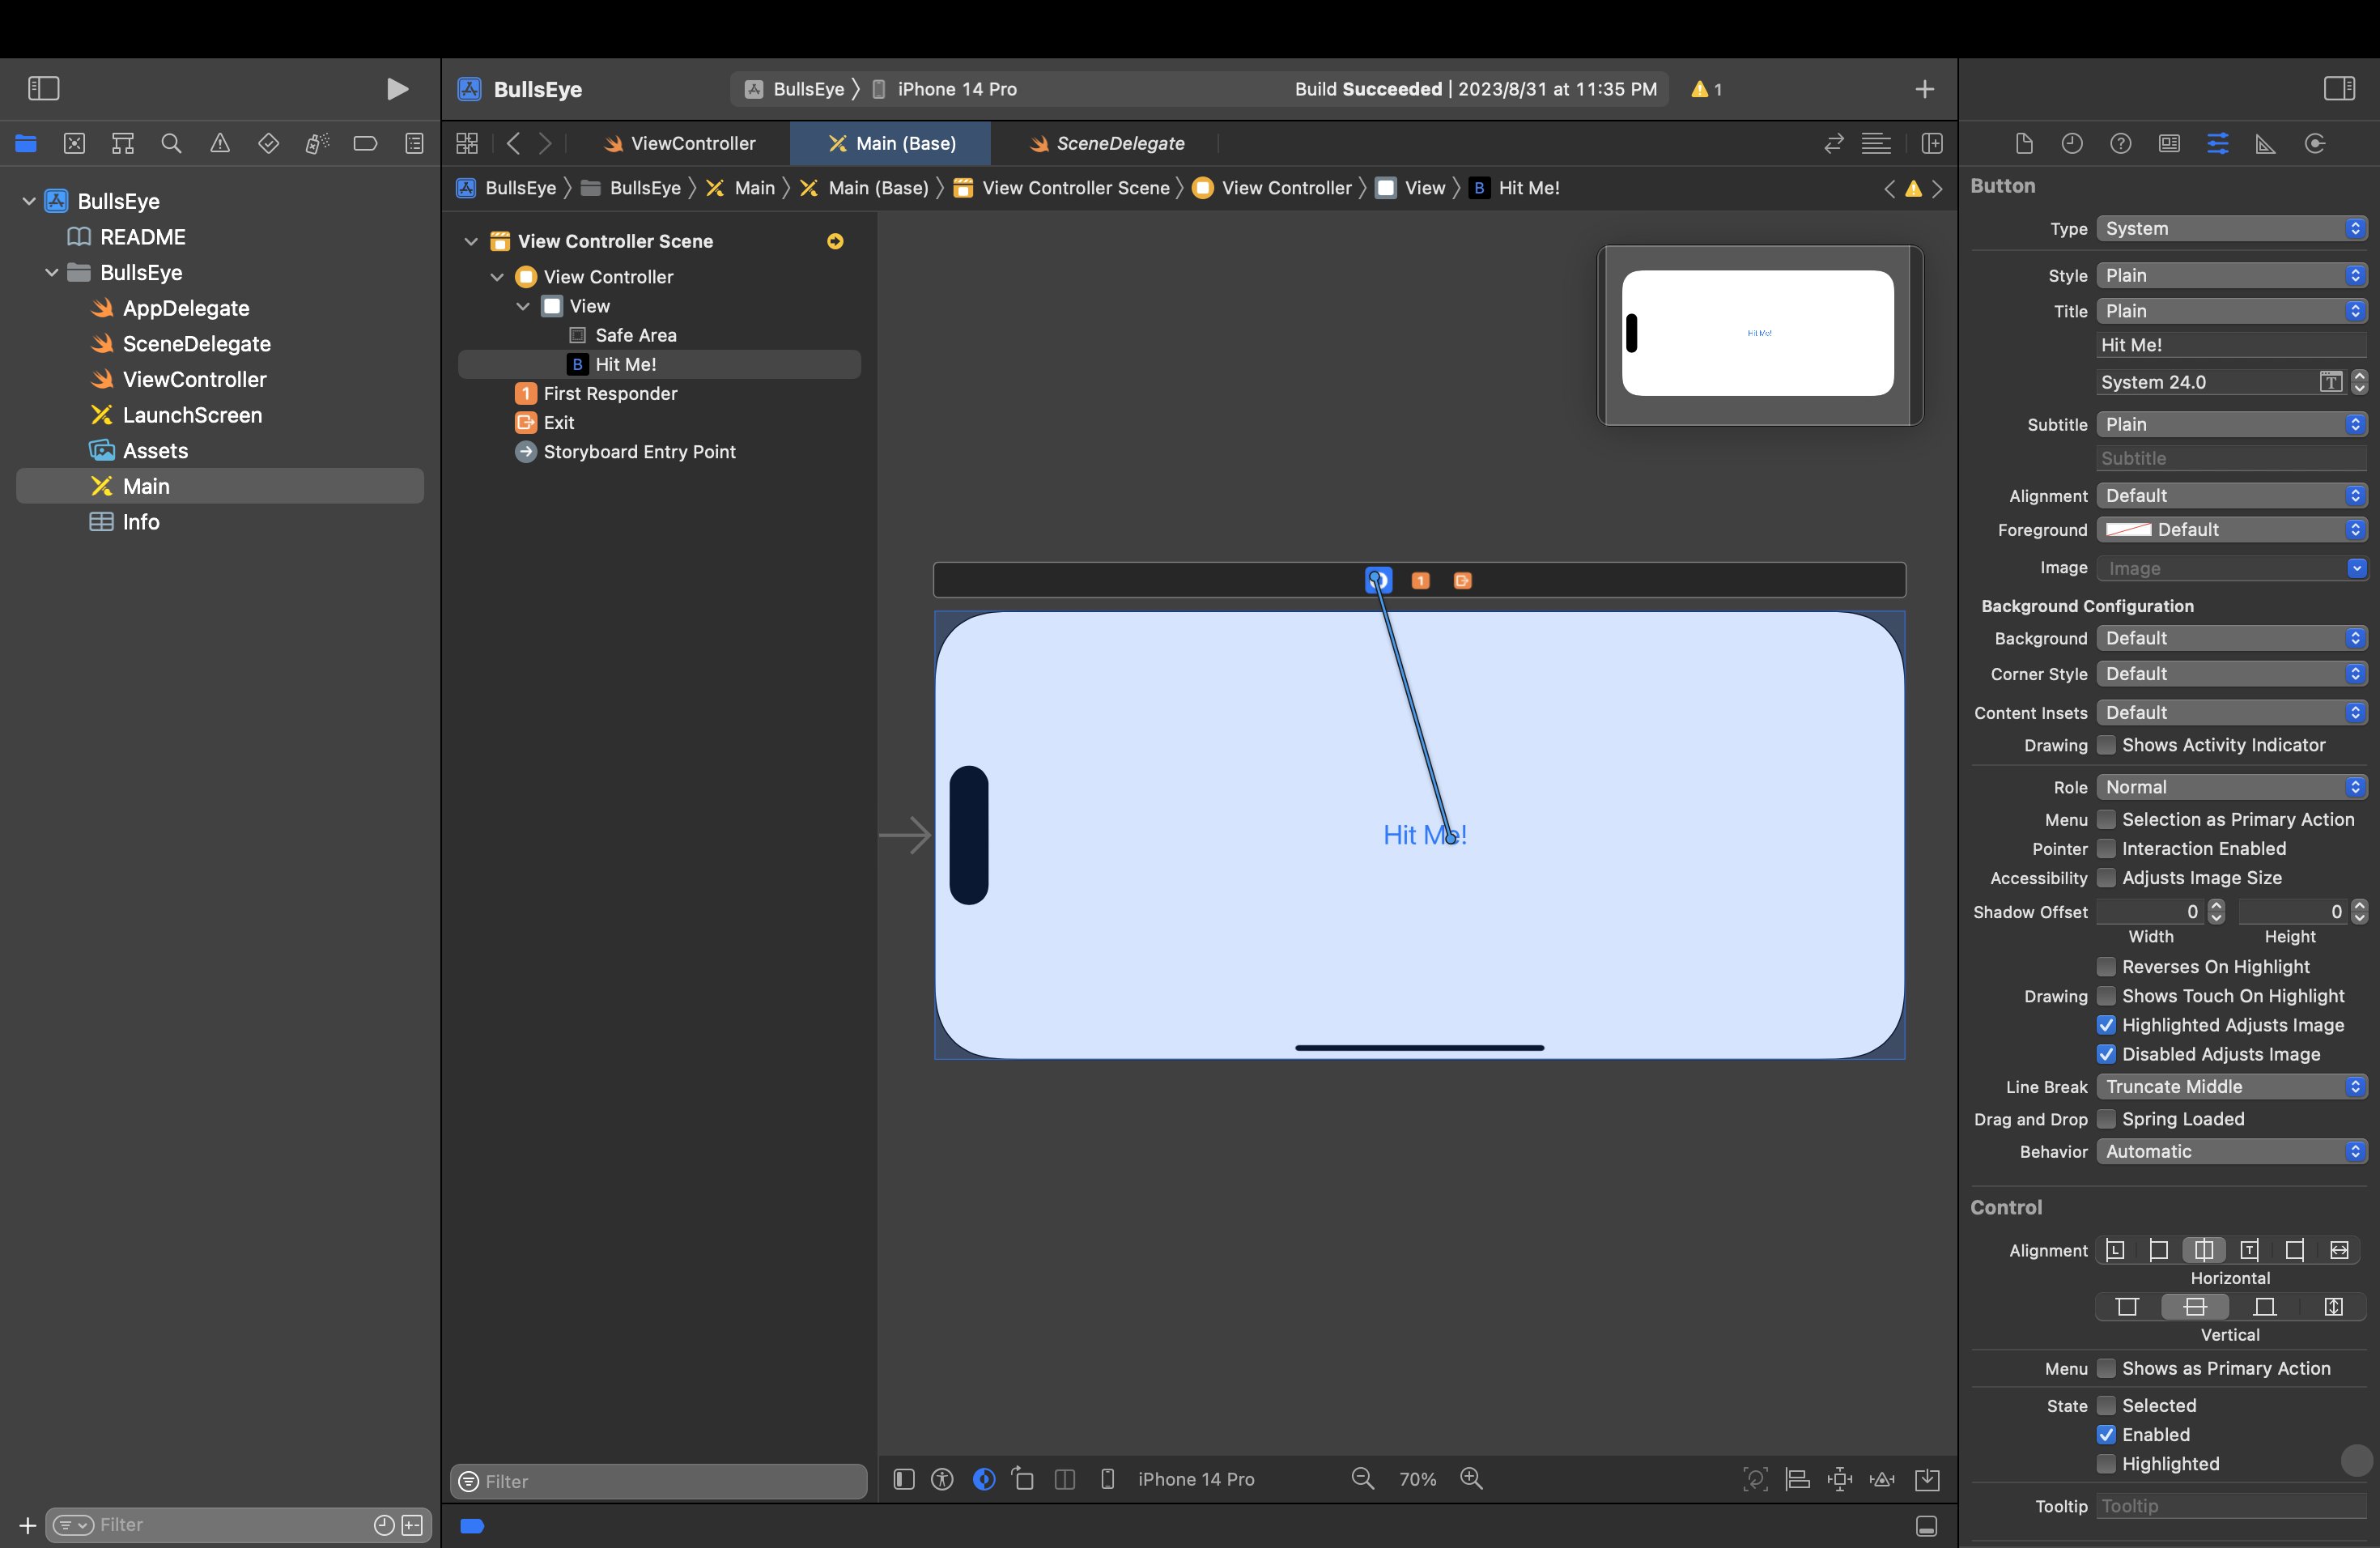 BullsEye
BullsEye
iPhone 14 Pro
Build Succeeded | 2023/8/31 at 11:35 PM
1
ViewController
Main (Base)
SceneDelegate
BullsEye
BullsEye
Main
Main (Base)
View Controller Scene
View Controller
View
B
Hit Me!
BullsEye
README
BullsEye
AppDelegate
SceneDelegate
ViewController
LaunchScreen
Assets
Main
Info
Filter
View Controller Scene
View Controller
View
Safe Area
B Hit Me!
1 First Responder
Exit
Storyboard Entry Point
Filter
Hit Me!
1
Hit Me!
iPhone 14 Pro
70%
Button
Type System
Style Plain
Title Plain
Hit Me!
System 24.0 T
Subtitle Plain
Subtitle
Alignment Default
Foreground Default
Image Image
Background Configuration
Background Default
Corner Style Default
Content Insets Default
Drawing Shows Activity Indicator
Role Normal
Menu Selection as Primary Action
Pointer Interaction Enabled
Accessibility Adjusts Image Size
Shadow Offset 0 0
Width Height
Reverses On Highlight
Drawing Shows Touch On Highlight
Highlighted Adjusts Image
Disabled Adjusts Image
Line Break Truncate Middle
Drag and Drop Spring Loaded
Behavior Automatic
Control
Alignment L T
Horizontal
Vertical
Menu Shows as Primary Action
State Selected
Enabled
Highlighted
Tooltip Tooltip